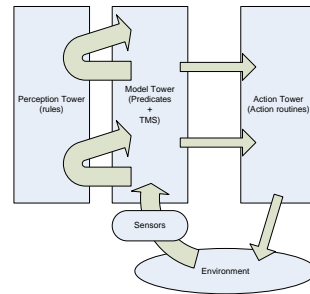 Perception Tower
(rules)
Model Tower
(Predicates
+
TMS)
Action Tower
(Action routines)
Sensors
Environment